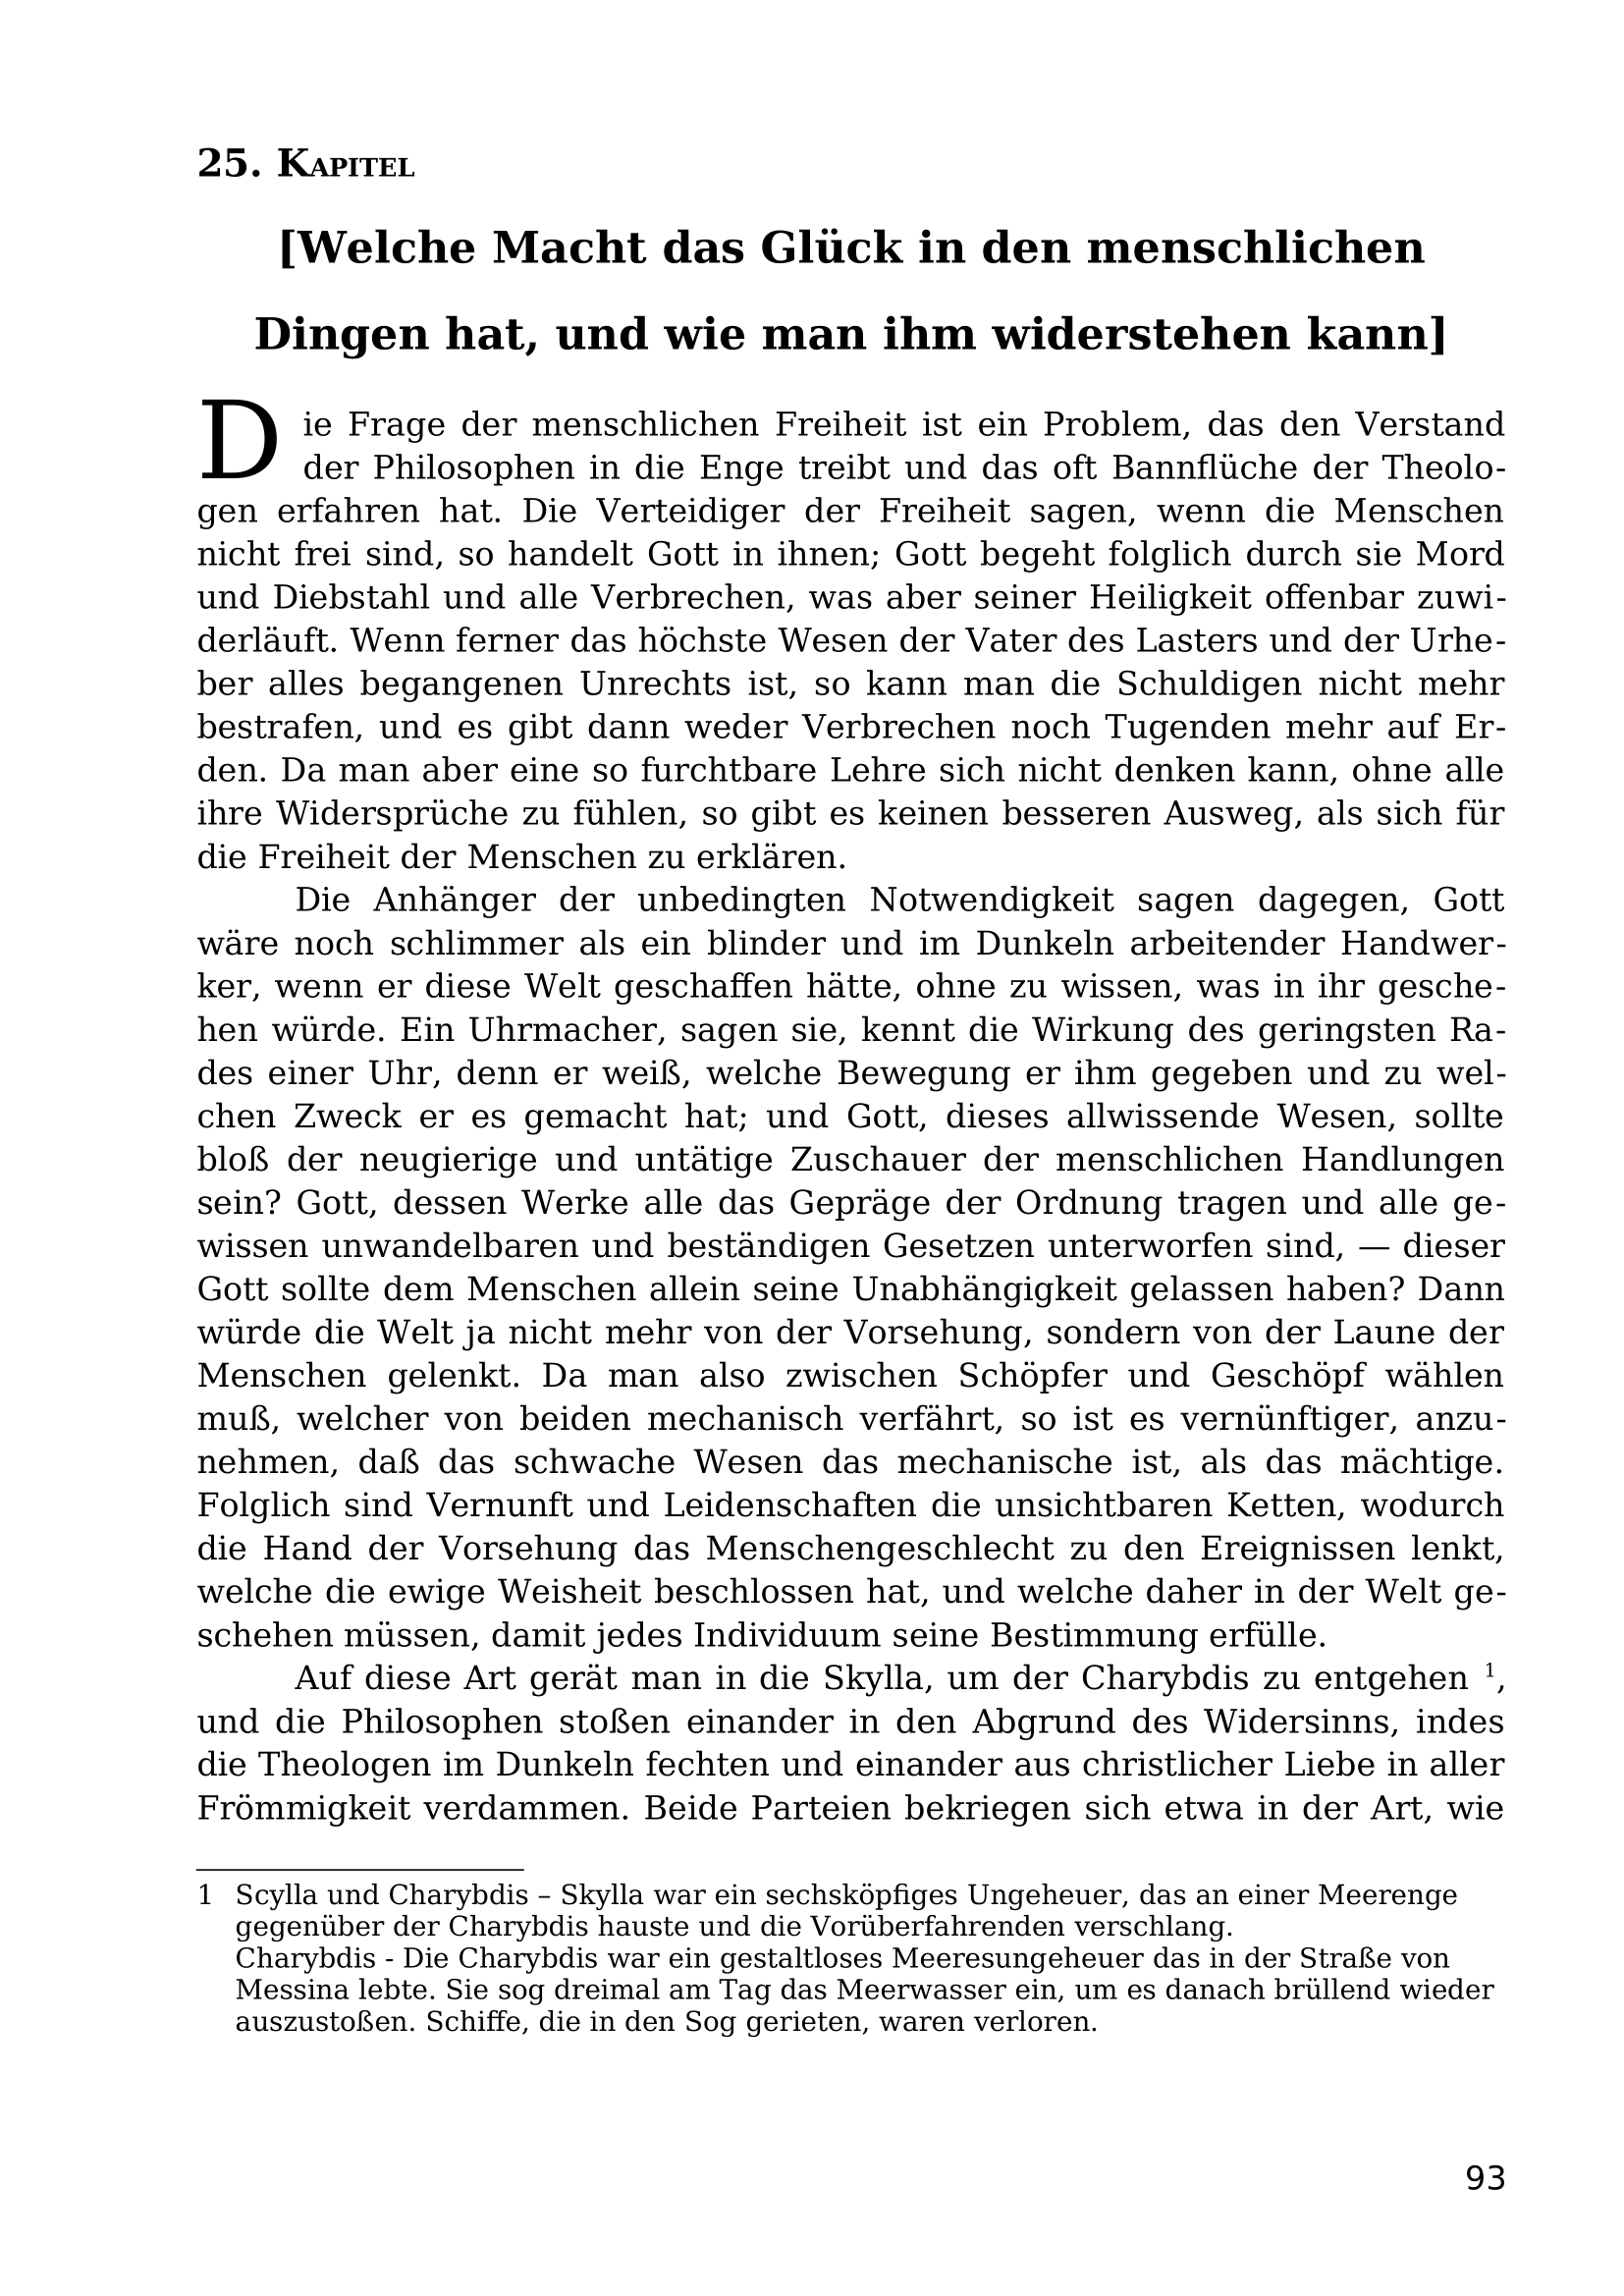 25. Kapitel
[Welche Macht das Glück in den menschlichen
Dingen hat, und wie man ihm widerstehen kann]
Die Frage der menschlichen Freiheit ist ein Problem, das den Verstand
der Philosophen in die Enge treibt und das oft Bannflüche der Theolo-
gen erfahren hat. Die Verteidiger der Freiheit sagen, wenn die Menschen
nicht frei sind, so handelt Gott in ihnen; Gott begeht folglich durch sie Mord
und Diebstahl und alle Verbrechen, was aber seiner Heiligkeit offenbar zuwi-
derläuft. Wenn ferner das höchste Wesen der Vater des Lasters und der Urhe-
ber alles begangenen Unrechts ist, so kann man die Schuldigen nicht mehr
bestrafen, und es gibt dann weder Verbrechen noch Tugenden mehr auf Er-
den. Da man aber eine so furchtbare Lehre sich nicht denken kann, ohne alle
ihre Widersprüche zu fühlen, so gibt es keinen besseren Ausweg, als sich für
die Freiheit der Menschen zu erklären.
Die Anhänger der unbedingten Notwendigkeit sagen dagegen, Gott
wäre noch schlimmer als ein blinder und im Dunkeln arbeitender Handwer-
ker, wenn er diese Welt geschaffen hätte, ohne zu wissen, was in ihr gesche-
hen würde. Ein Uhrmacher, sagen sie, kennt die Wirkung des geringsten Ra-
des einer Uhr, denn er weiß, welche Bewegung er ihm gegeben und zu wel-
chen Zweck er es gemacht hat; und Gott, dieses allwissende Wesen, sollte
bloß der neugierige und untätige Zuschauer der menschlichen Handlungen
sein? Gott, dessen Werke alle das Gepräge der Ordnung tragen und alle ge-
wissen unwandelbaren und beständigen Gesetzen unterworfen sind, — dieser
Gott sollte dem Menschen allein seine Unabhängigkeit gelassen haben? Dann
würde die Welt ja nicht mehr von der Vorsehung, sondern von der Laune der
Menschen gelenkt. Da man also zwischen Schöpfer und Geschöpf wählen
muß, welcher von beiden mechanisch verfährt, so ist es vernünftiger, anzu-
nehmen, daß das schwache Wesen das mechanische ist, als das mächtige.
Folglich sind Vernunft und Leidenschaften die unsichtbaren Ketten, wodurch
die Hand der Vorsehung das Menschengeschlecht zu den Ereignissen lenkt,
welche die ewige Weisheit beschlossen hat, und welche daher in der Welt ge-
schehen müssen, damit jedes Individuum seine Bestimmung erfülle.
Auf diese Art gerät man in die Skylla, um der Charybdis zu entgehen 1,
und die Philosophen stoßen einander in den Abgrund des Widersinns, indes
die Theologen im Dunkeln fechten und einander aus christlicher Liebe in aller
Frömmigkeit verdammen. Beide Parteien bekriegen sich etwa in der Art, wie
1 Scylla und Charybdis – Skylla war ein sechsköpfiges Ungeheuer, das an einer Meerenge
gegenüber der Charybdis hauste und die Vorüberfahrenden verschlang.
Charybdis - Die Charybdis war ein gestaltloses Meeresungeheuer das in der Straße von
Messina lebte. Sie sog dreimal am Tag das Meerwasser ein, um es danach brüllend wieder
auszustoßen. Schiffe, die in den Sog gerieten, waren verloren.
93